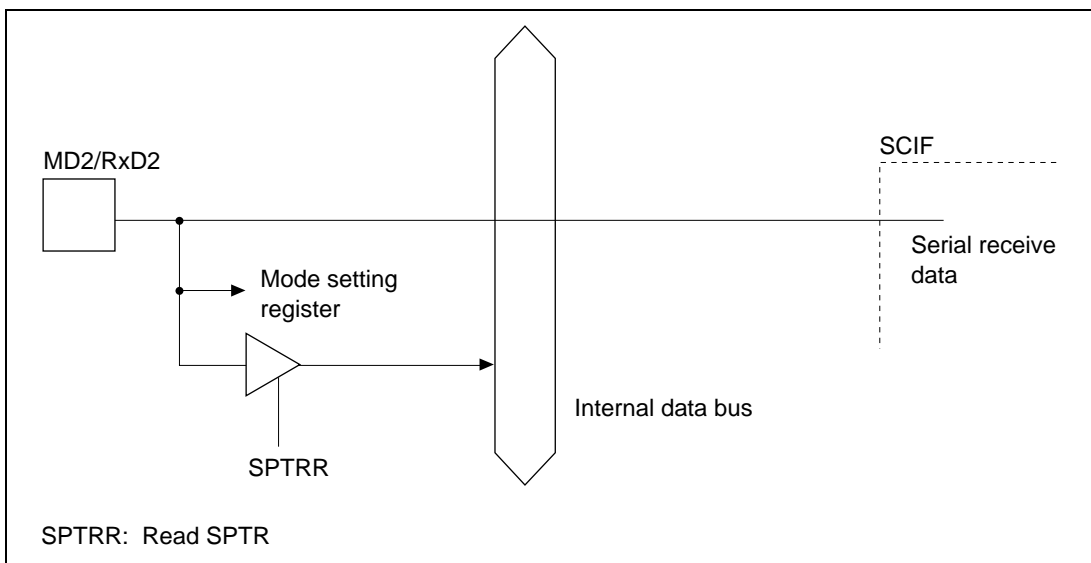 MD2/RxD2
SCIF
Serial receive
data
Mode setting
register
Internal data bus
SPTRR
SPTRR: Read SPTR